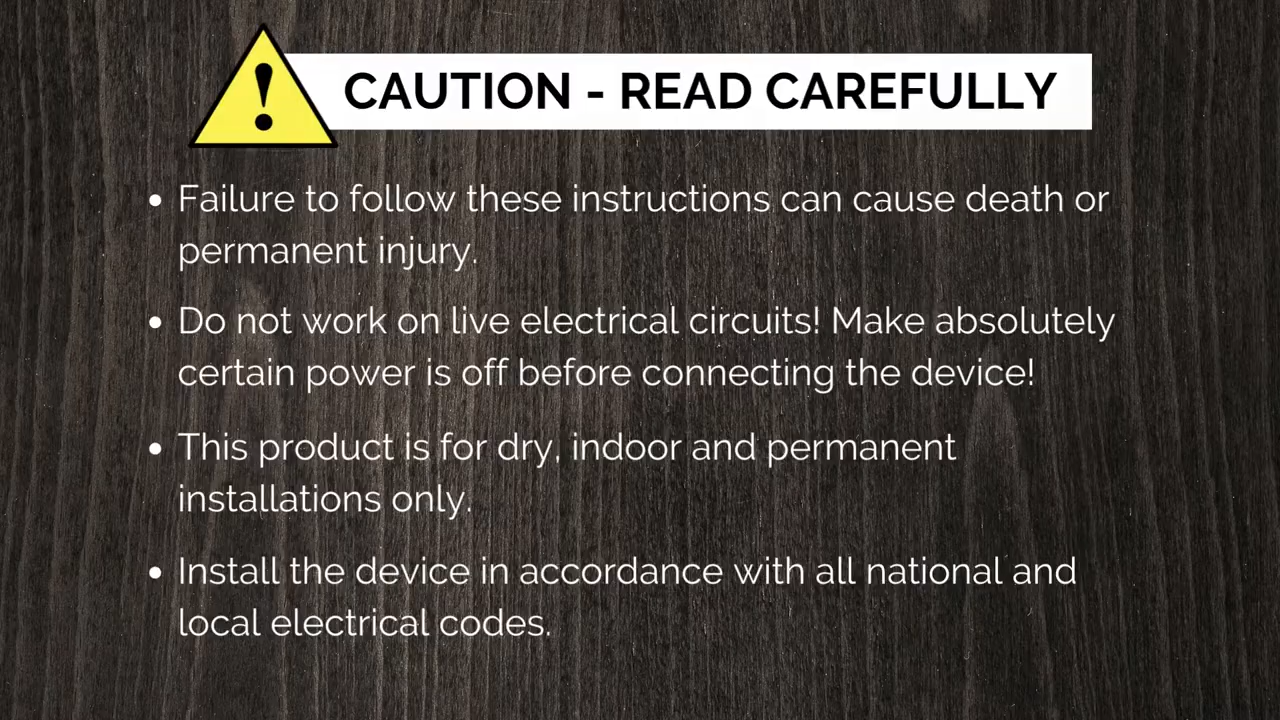 CAUTION - READ CAREFULLY
• Failure to follow these instructions can cause death or
permanent injury.
• Do not work on live electrical circuits! Make absolutely
certain power is off before connecting the device!
• This product is for dry, indoor and permanent
installations only.
• Install the device in accordance with all national and
local electrical codes.